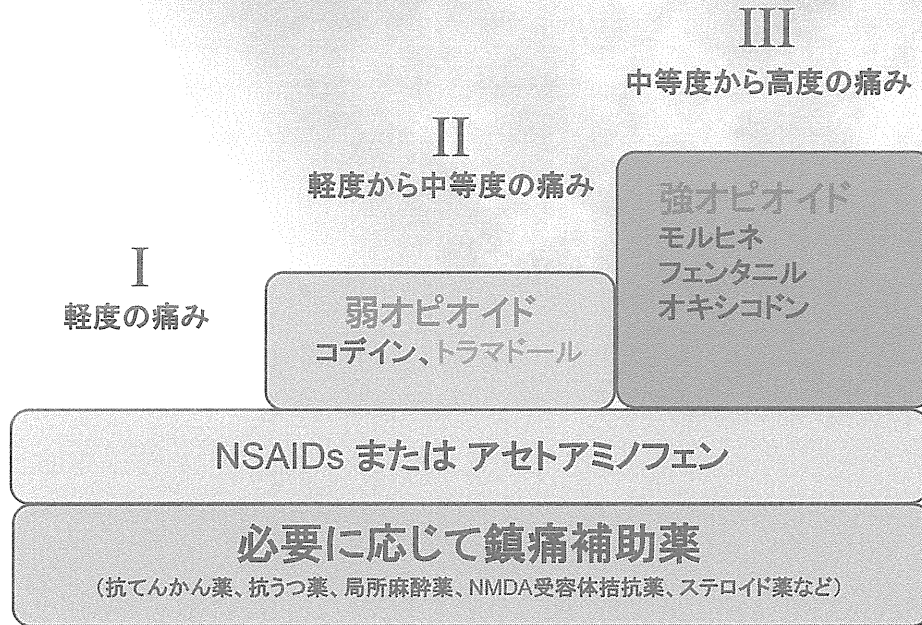 III
中等度から高度の痛み
II
軽度から中等度の痛み
I
軽度の痛み
強オピオイド
モルヒネ
フェンタニル
オキシコドン
弱オピオイド
コデイン、トラマドール
NSAIDs または アセトアミノフェン
必要に応じて鎮痛補助薬
(抗てんかん薬、抗うつ薬、局所麻酔薬、NMDA受容体拮抗薬、ステロイド薬など)